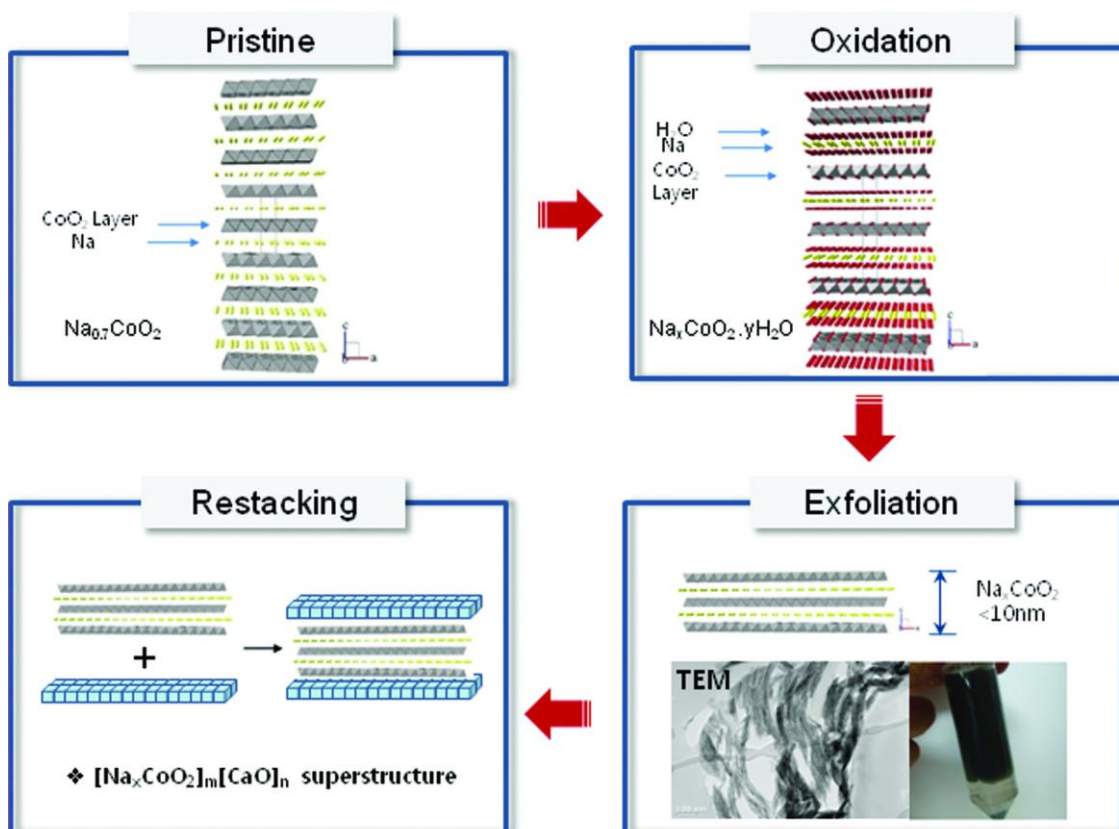 Pristine
CoO₂ Layer
Na
Na₀.₇CoO₂
c
a
Oxidation
H₂O
Na
CoO₂
Layer
NaₓCoO₂.yH₂O
c
a
Exfoliation
NaₓCoO₂
<10nm
TEM
Restacking
+
❖ [NaₓCoO₂]ₘ[CaO]ₙ superstructure